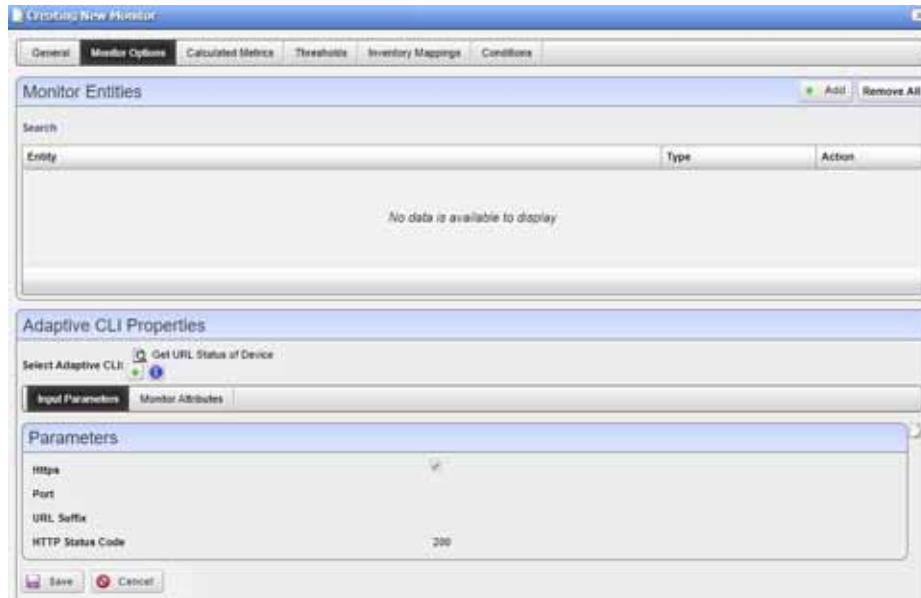 Creating New Monitor
General Monitor Options Calculated Metrics Thresholds Inventory Mappings Conditions
Monitor Entities
Add Remove All
Search
Entity Type Action
No data is available to display
Adaptive CLI Properties
Select Adaptive CLI: Get URL Status of Device
Input Parameters Monitor Attributes
Parameters
Https
Port
URL Suffix
HTTP Status Code 200
Save Cancel